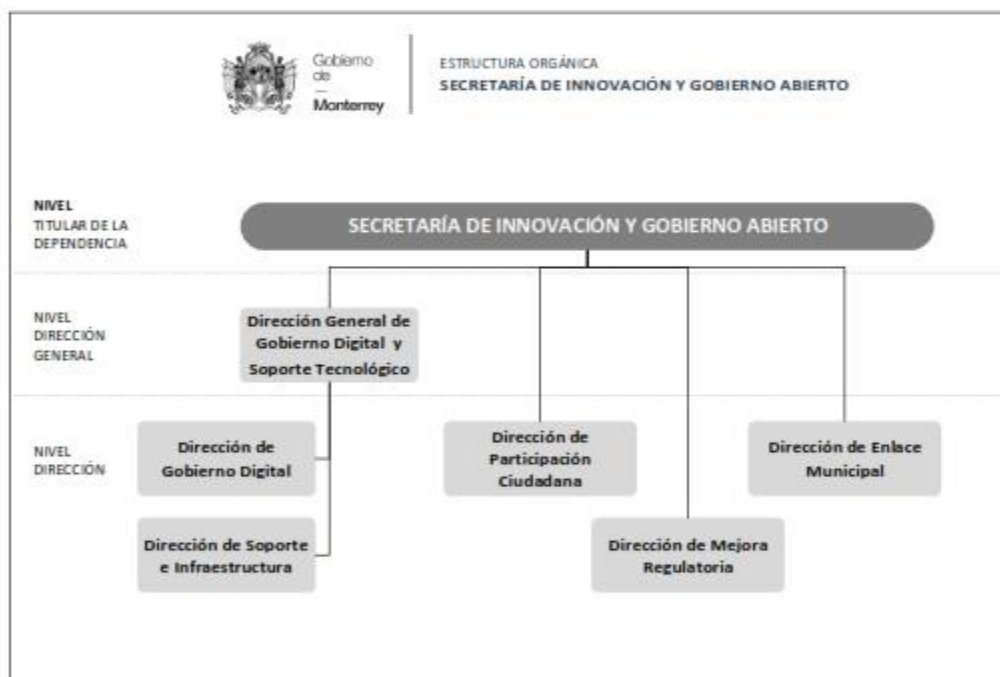 Gobierno
de
—
Monterrey
ESTRUCTURA ORGÁNICA
SECRETARÍA DE INNOVACIÓN Y GOBIERNO ABIERTO
NIVEL
TITULAR DE LA
DEPENDENCIA
SECRETARÍA DE INNOVACIÓN Y GOBIERNO ABIERTO
NIVEL
DIRECCIÓN
GENERAL
Dirección General de
Gobierno Digital y
Soporte Tecnológico
NIVEL
DIRECCIÓN
Dirección de
Gobierno Digital
Dirección de
Participación
Ciudadana
Dirección de Enlace
Municipal
Dirección de Soporte
e Infraestructura
Dirección de Mejora
Regulatoria